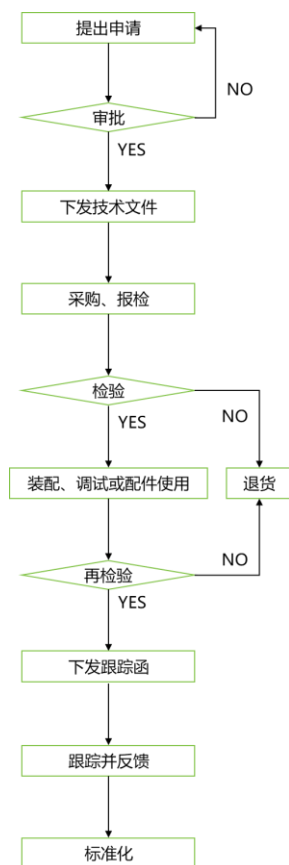 提出申请
NO
审批
YES
下发技术文件
采购、报检
检验
NO
YES
装配、调试或配件使用
退货
NO
再检验
YES
下发跟踪函
跟踪并反馈
标准化